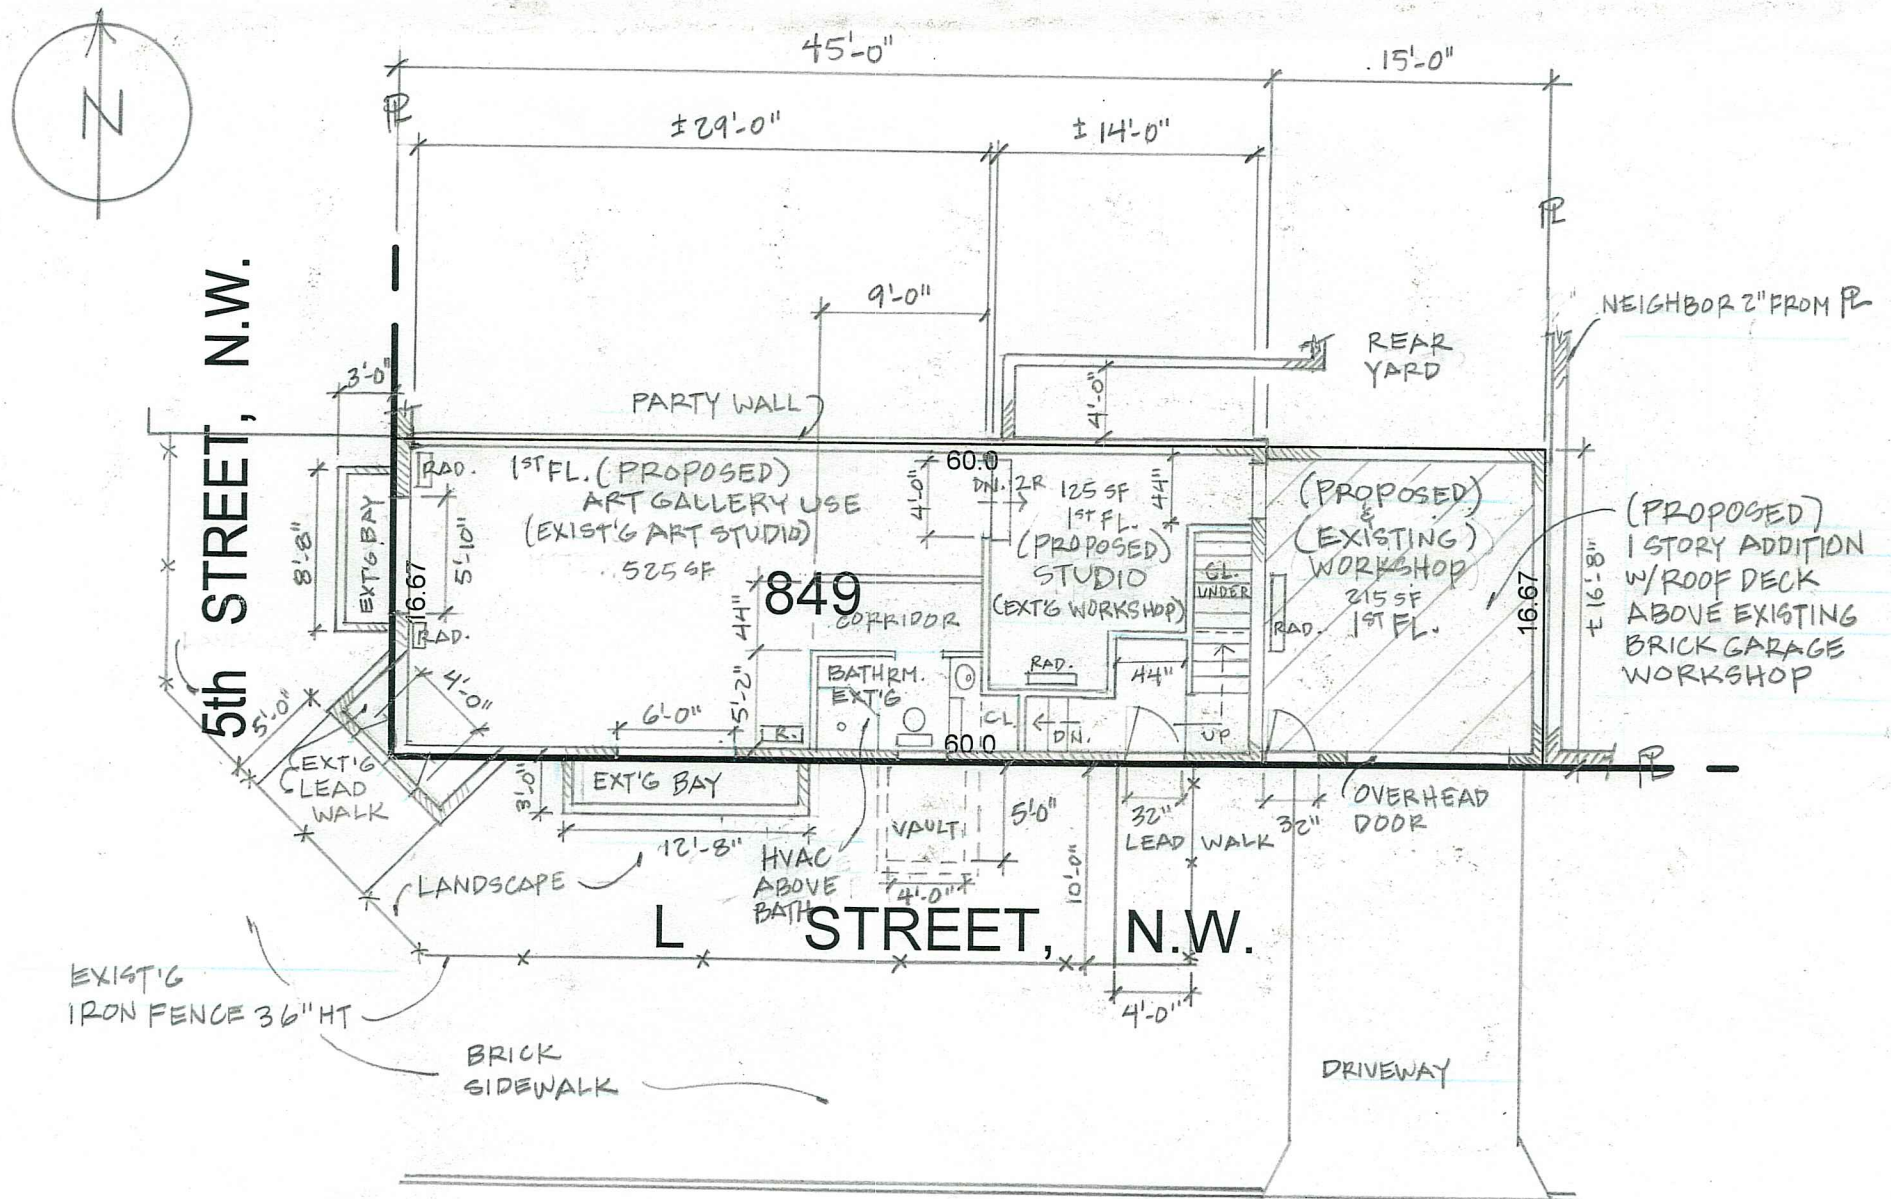 N
45'-0"
15'-0"
PL
±29'-0"
±14'-0"
PL
9'-0"
NEIGHBOR 2" FROM PL
REAR
YARD
3'-0"
4'-0"
PARTY WALL
5th STREET, N.W.
8'-8"
EXT'G BAY
16.67
RAD.
5'-10"
RAD.
1ST FL. (PROPOSED)
ART GALLERY USE
(EXIST'G ART STUDIO)
525 SF
849
60.0
4'-0"
DN. 2R
125 SF
1ST FL.
(PROPOSED)
STUDIO
(EXT'G WORKSHOP)
44"
CL.
UNDER
(PROPOSED)
&
(EXISTING)
WORKSHOP
215 SF
1ST FL.
RAD.
16.67
±16'-8"
(PROPOSED)
1 STORY ADDITION
W/ROOF DECK
ABOVE EXISTING
BRICK GARAGE
WORKSHOP
44"
CORRIDOR
BATHRM.
EXT'G
5'-2"
RAD.
44"
4'-0"
5'-0"
6'-0"
R.
CL
60.0
DN.
UP
EXT'G
LEAD
WALK
3'-0"
EXT'G BAY
12'-8"
VAULT
5'-0"
4'-0"
10'-0"
32"
LEAD WALK
32"
OVERHEAD
DOOR
PL
LANDSCAPE
HVAC
ABOVE
BATH
L STREET, N.W.
4'-0"
EXIST'G
IRON FENCE 36" HT
BRICK
SIDEWALK
DRIVEWAY